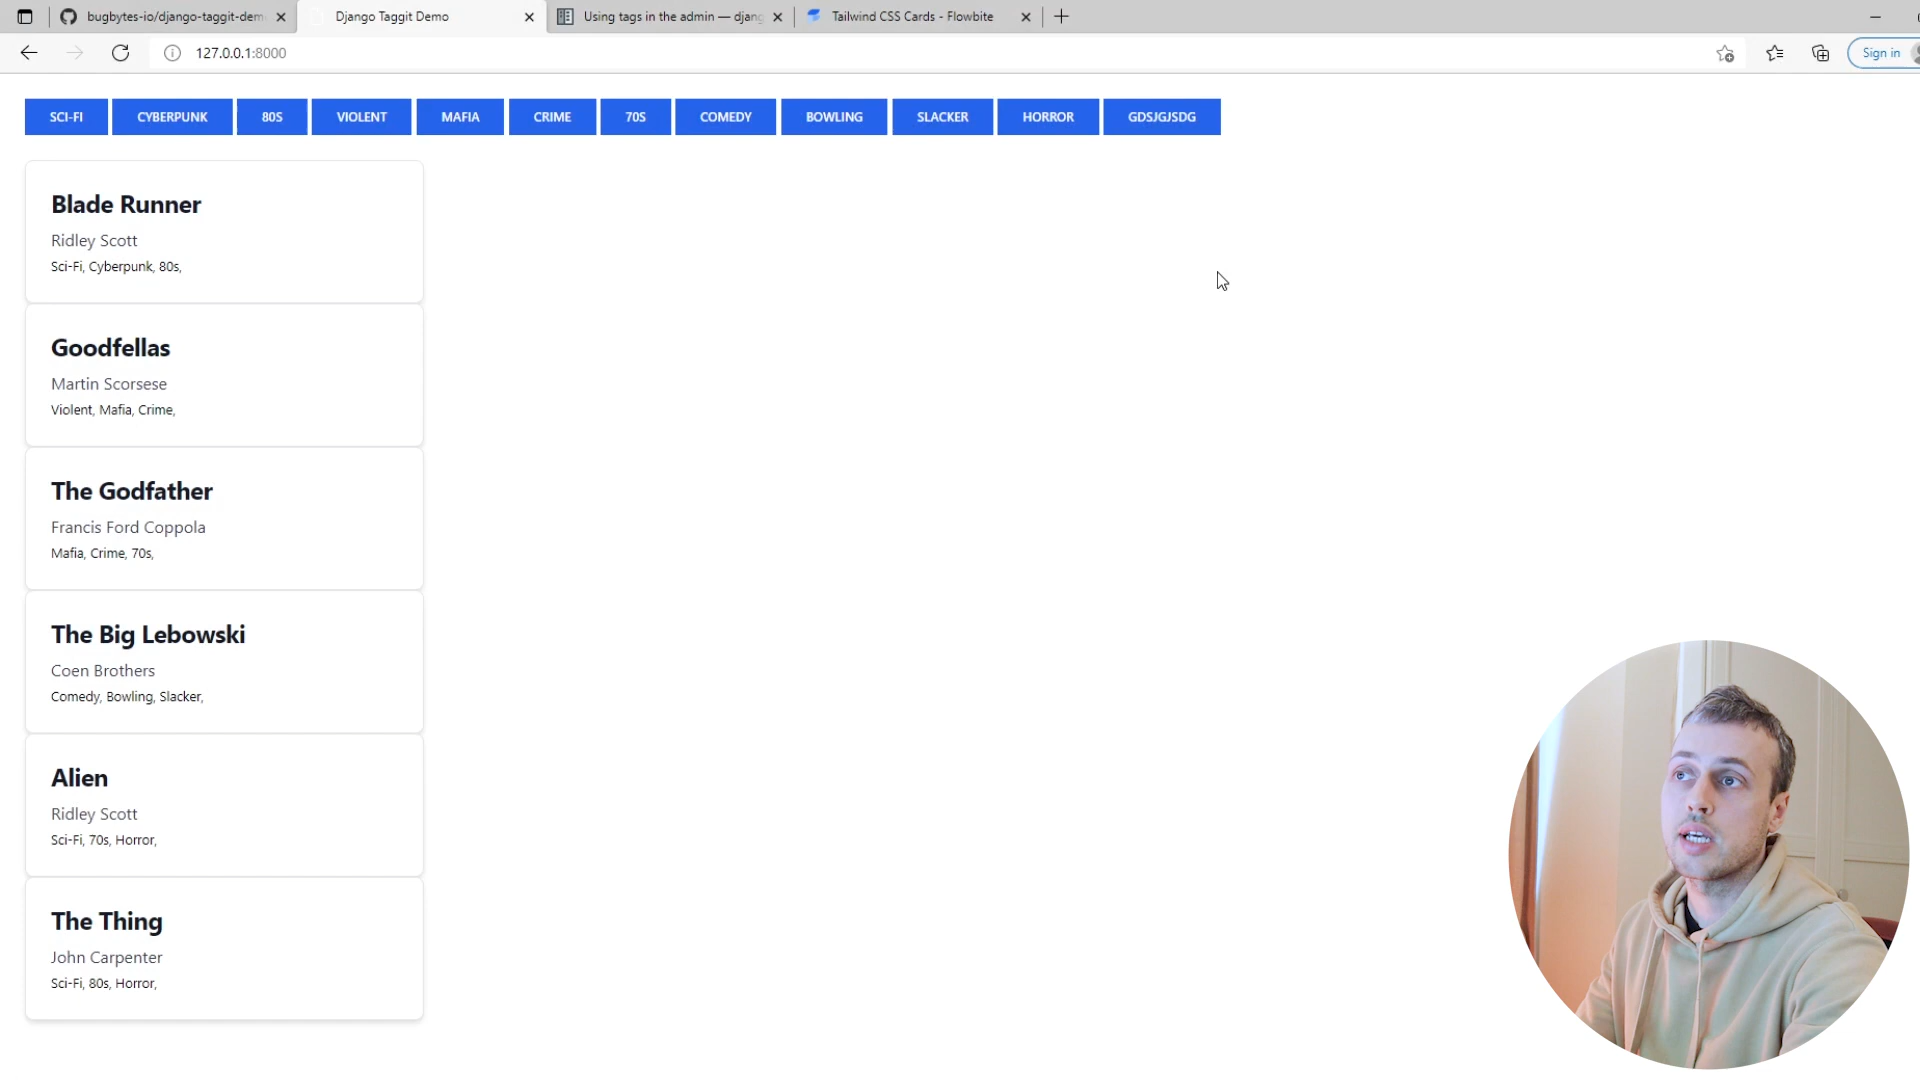 bugbytes-io/django-taggit-dem
Django Taggit Demo
Using tags in the admin — djang
Tailwind CSS Cards - Flowbite
127.0.0.1:8000
Sign in
SCI-FI CYBERPUNK 80S VIOLENT MAFIA CRIME 70S COMEDY BOWLING SLACKER HORROR GDSJGJSDG
Blade Runner
Ridley Scott
Sci-Fi, Cyberpunk, 80s,
Goodfellas
Martin Scorsese
Violent, Mafia, Crime,
The Godfather
Francis Ford Coppola
Mafia, Crime, 70s,
The Big Lebowski
Coen Brothers
Comedy, Bowling, Slacker,
Alien
Ridley Scott
Sci-Fi, 70s, Horror,
The Thing
John Carpenter
Sci-Fi, 80s, Horror,